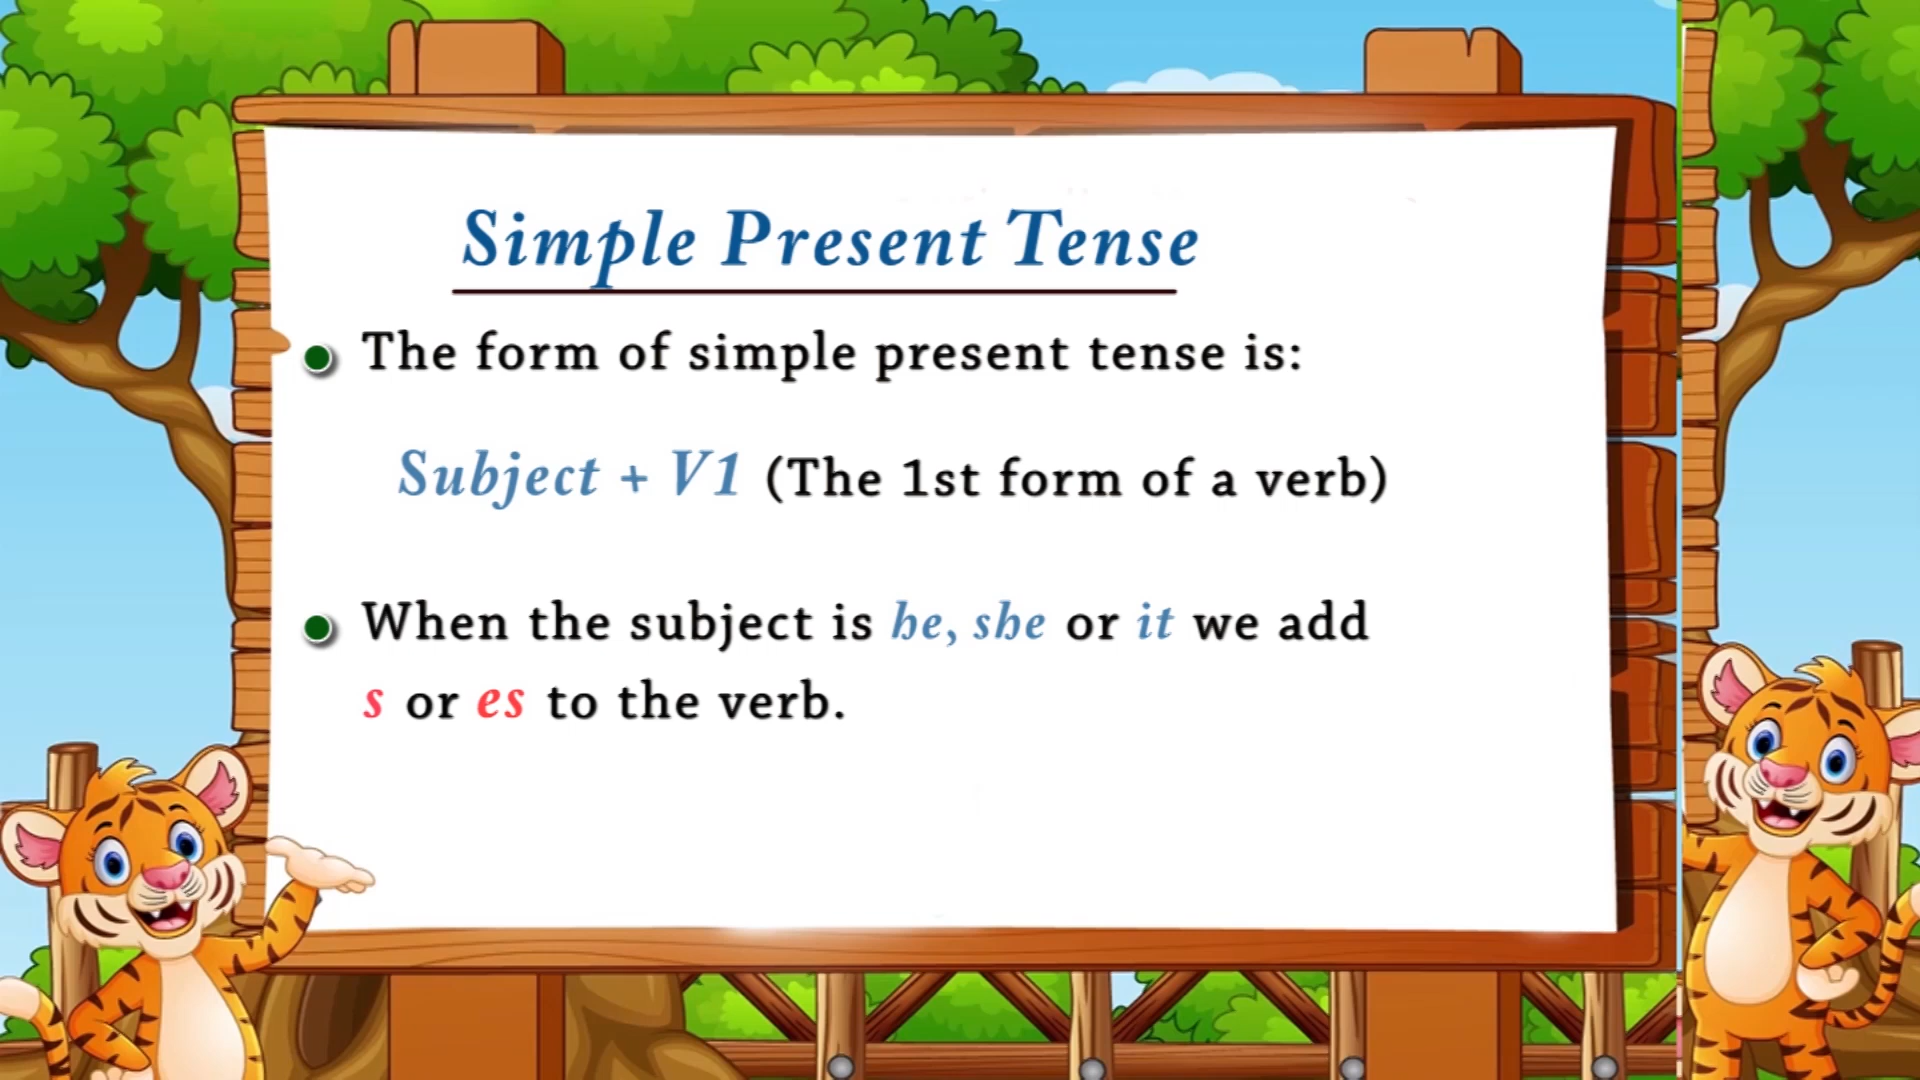 Simple Present Tense
The form of simple present tense is:
Subject + V1 (The 1st form of a verb)
When the subject is he, she or it we add
s or es to the verb.